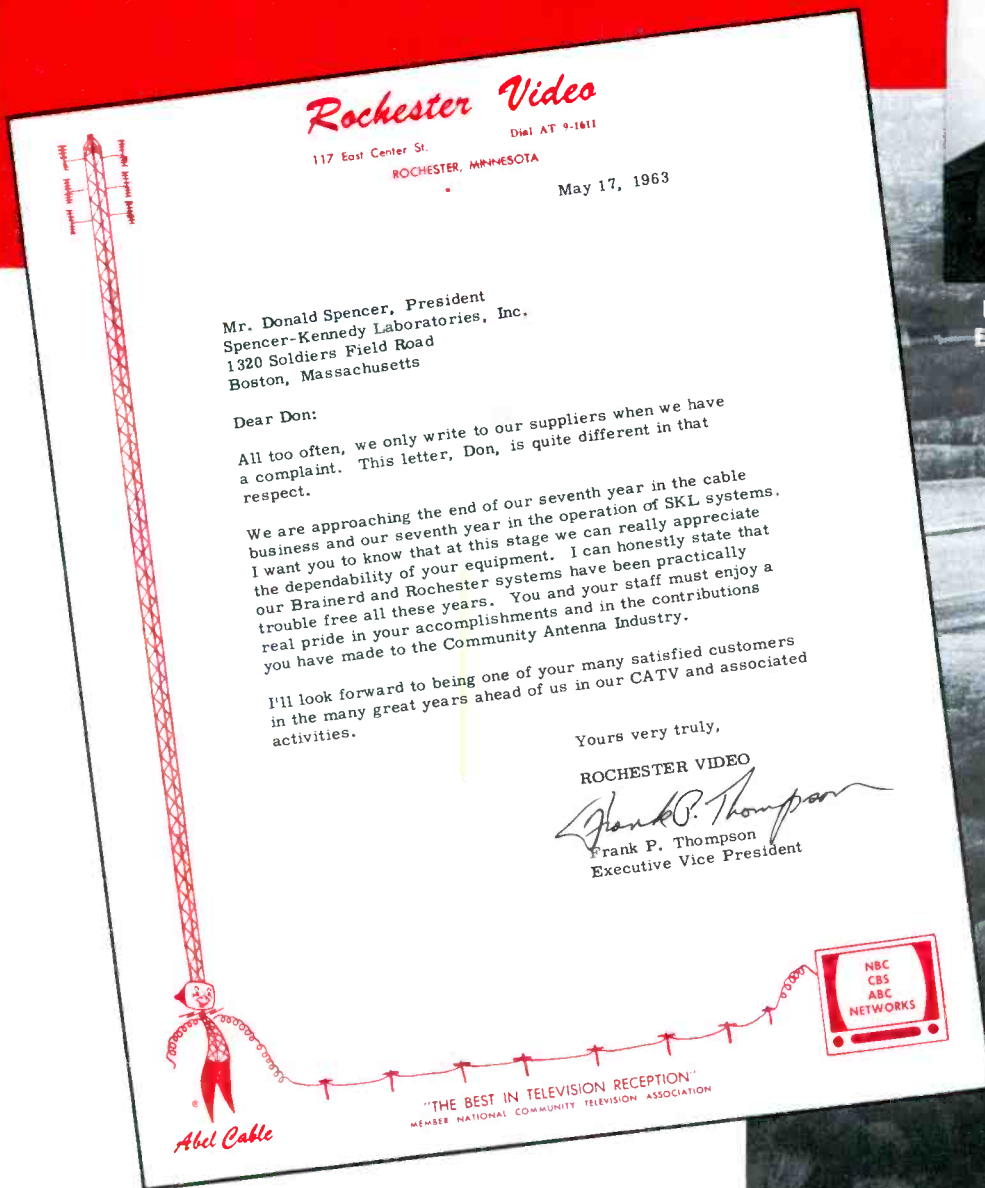 Rochester Video
117 East Center St. Dial AT 9-1611
ROCHESTER, MINNESOTA
May 17, 1963
Mr. Donald Spencer, President
Spencer-Kennedy Laboratories, Inc.
1320 Soldiers Field Road
Boston, Massachusetts
Dear Don:
All too often, we only write to our suppliers when we have
a complaint. This letter, Don, is quite different in that
respect.
We are approaching the end of our seventh year in the cable
business and our seventh year in the operation of SKL systems.
I want you to know that at this stage we can really appreciate
the dependability of your equipment. I can honestly state that
our Brainerd and Rochester systems have been practically
trouble free all these years. You and your staff must enjoy a
real pride in your accomplishments and in the contributions
you have made to the Community Antenna Industry.
I'll look forward to being one of your many satisfied customers
in the many great years ahead of us in our CATV and associated
activities.
Yours very truly,
ROCHESTER VIDEO
Frank P. Thompson
Frank P. Thompson
Executive Vice President
NBC
CBS
ABC
NETWORKS
"THE BEST IN TELEVISION RECEPTION"
MEMBER NATIONAL COMMUNITY TELEVISION ASSOCIATION
Abel Cable